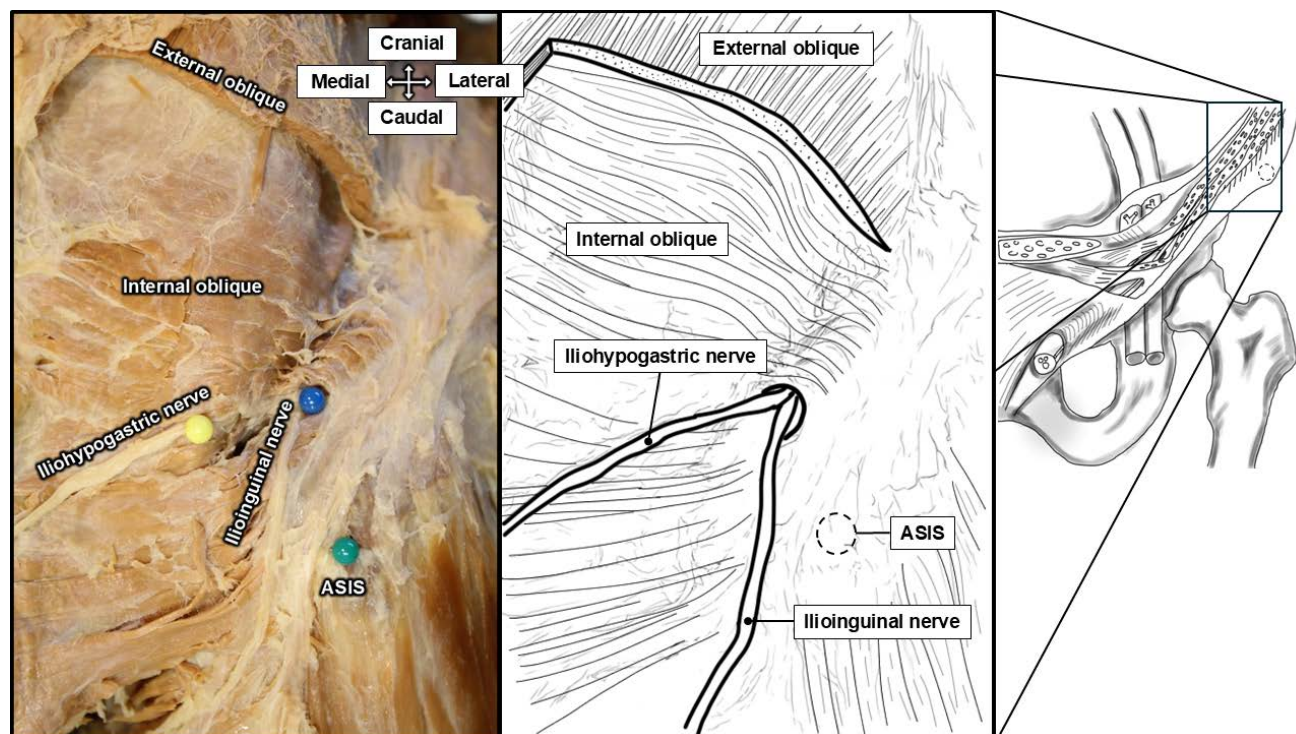 External oblique
Cranial
Medial
Lateral
Caudal
Internal oblique
Iliohypogastric nerve
Ilioinguinal nerve
ASIS
External oblique
Internal oblique
Iliohypogastric nerve
ASIS
Ilioinguinal nerve